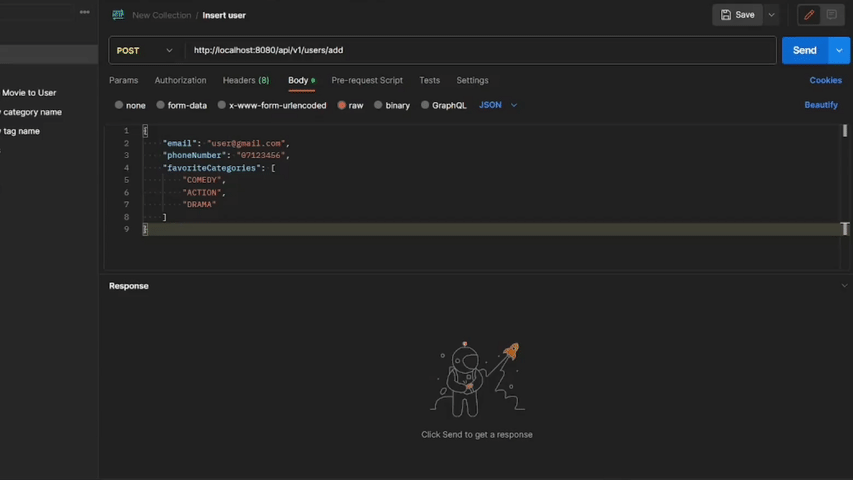 New Collection / Insert user
Save
POST
http://localhost:8080/api/v1/users/add
Send
Params
Authorization
Headers (8)
Body
Pre-request Script
Tests
Settings
Cookies
Movie to User
none
form-data
x-www-form-urlencoded
raw
binary
GraphQL
JSON
Beautify
category name
tag name
1 {
2 "email": "user@gmail.com",
3 "phoneNumber": "07123456",
4 "favoriteCategories": [
5 "COMEDY",
6 "ACTION",
7 "DRAMA"
8 ]
9 }
Response
Click Send to get a response